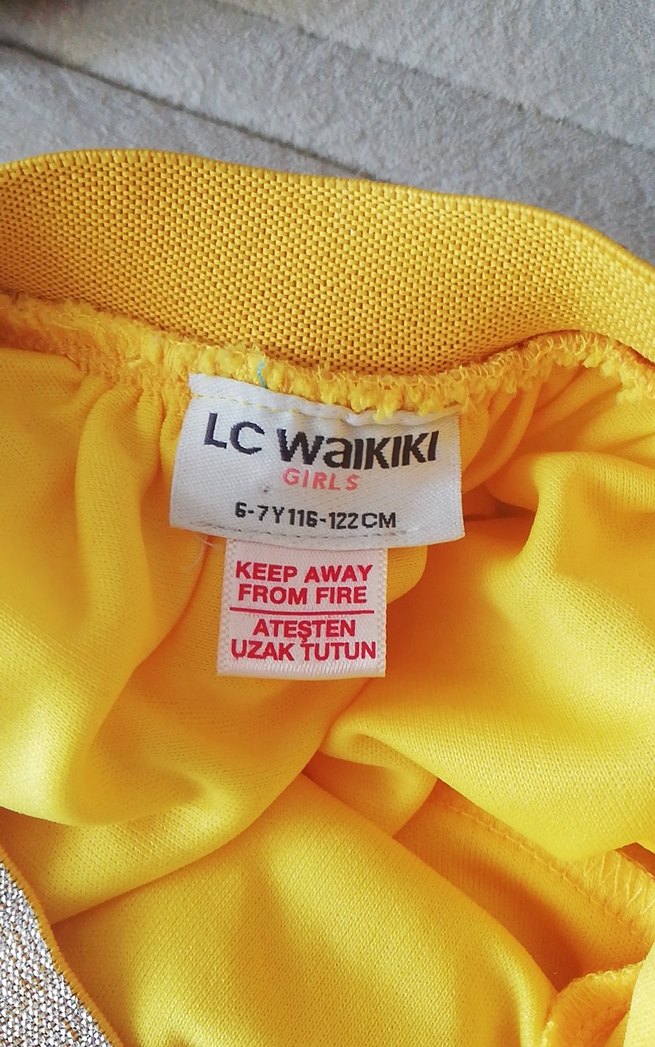 LC WaIKIKI
GIRLS
6-7Y 116-122CM
KEEP AWAY
FROM FIRE
ATEŞTEN
UZAK TUTUN